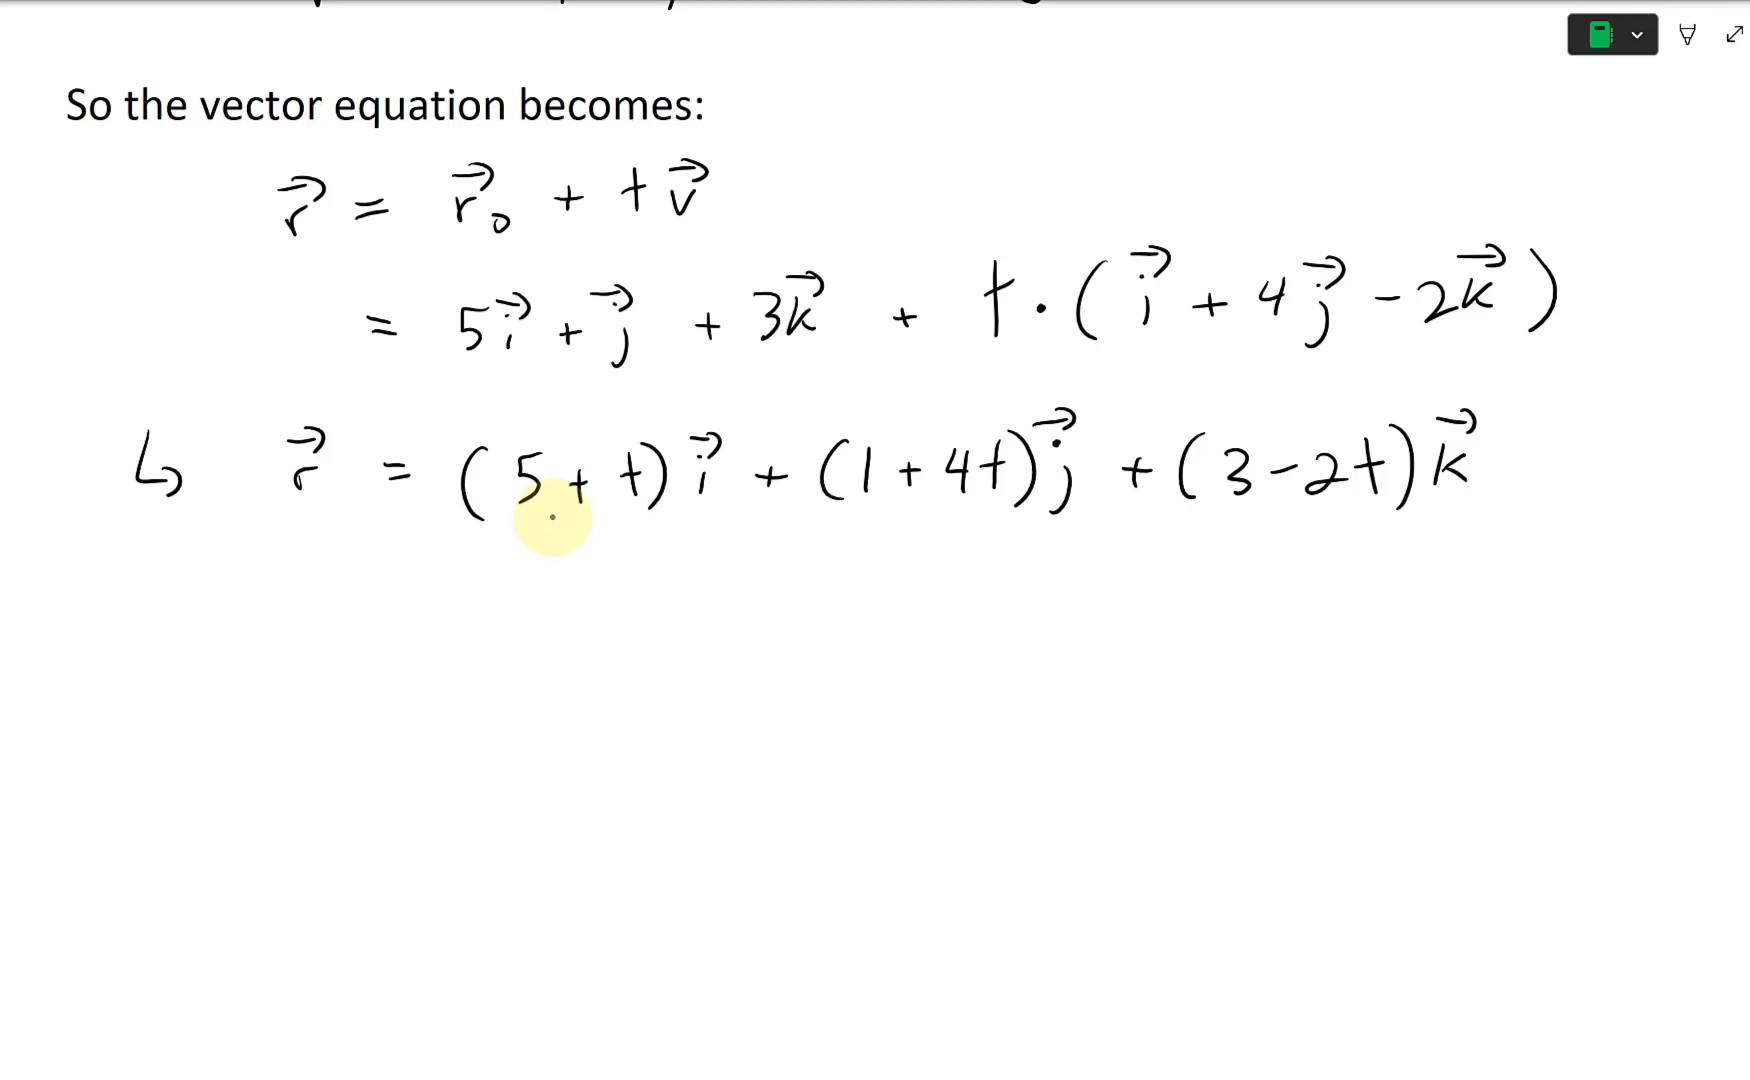 So the vector equation becomes:
r⃗ = r⃗₀ + t v⃗
= 5i⃗ + j⃗ + 3k⃗ + t · (i⃗ + 4j⃗ - 2k⃗)
↳ r⃗ = (5 + t)i⃗ + (1 + 4t)j⃗ + (3 - 2t)k⃗